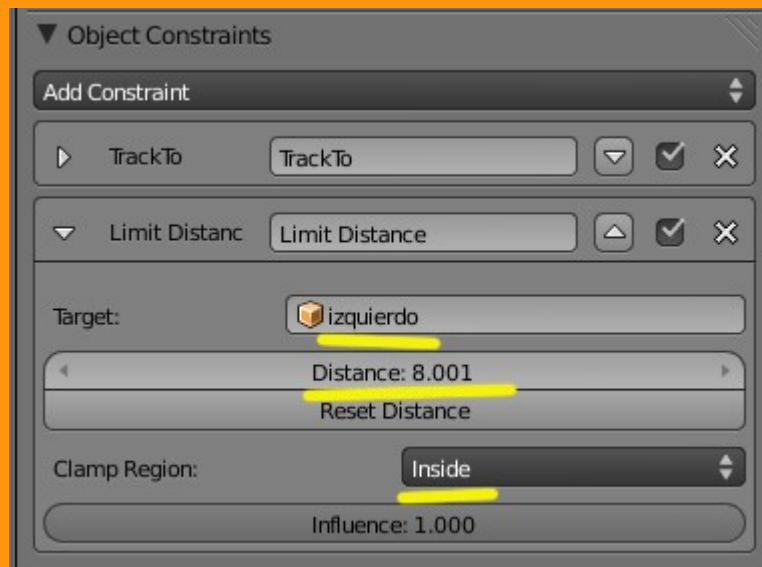 Object Constraints
Add Constraint
TrackTo TrackTo
Limit Distanc Limit Distance
Target: izquierdo
Distance: 8.001
Reset Distance
Clamp Region: Inside
Influence: 1.000